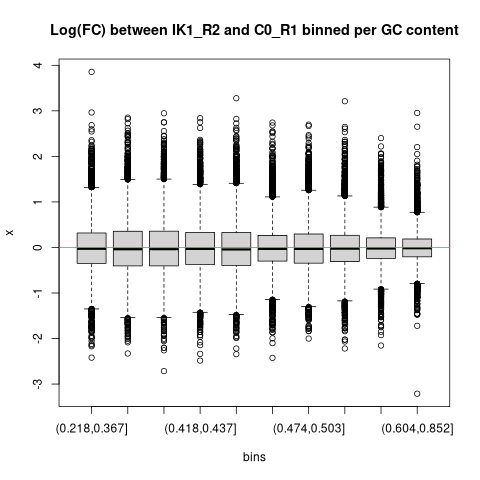 Log(FC) between IK1_R2 and C0_R1 binned per GC content
4
3
2
1
0
-1
-2
-3
x
(0.218,0.367] (0.418,0.437] (0.474,0.503] (0.604,0.852]
bins